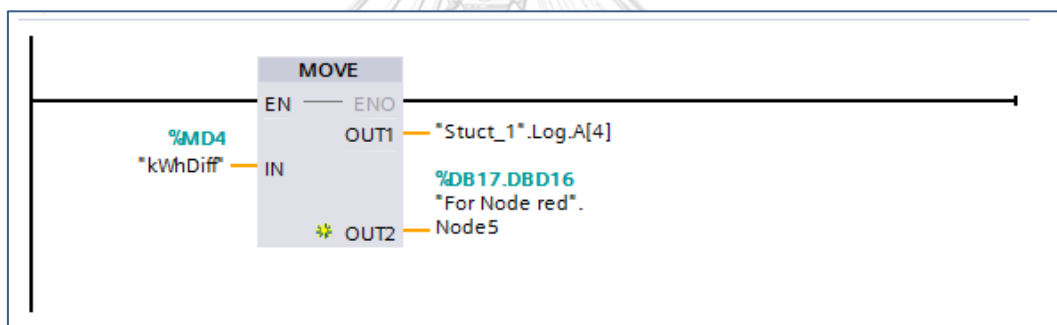 MOVE
EN ENO
%MD4
"kWhDiff" IN
OUT1 "Stuct_1".Log.A[4]
%DB17.DBD16
"For Node red".
OUT2 Node5